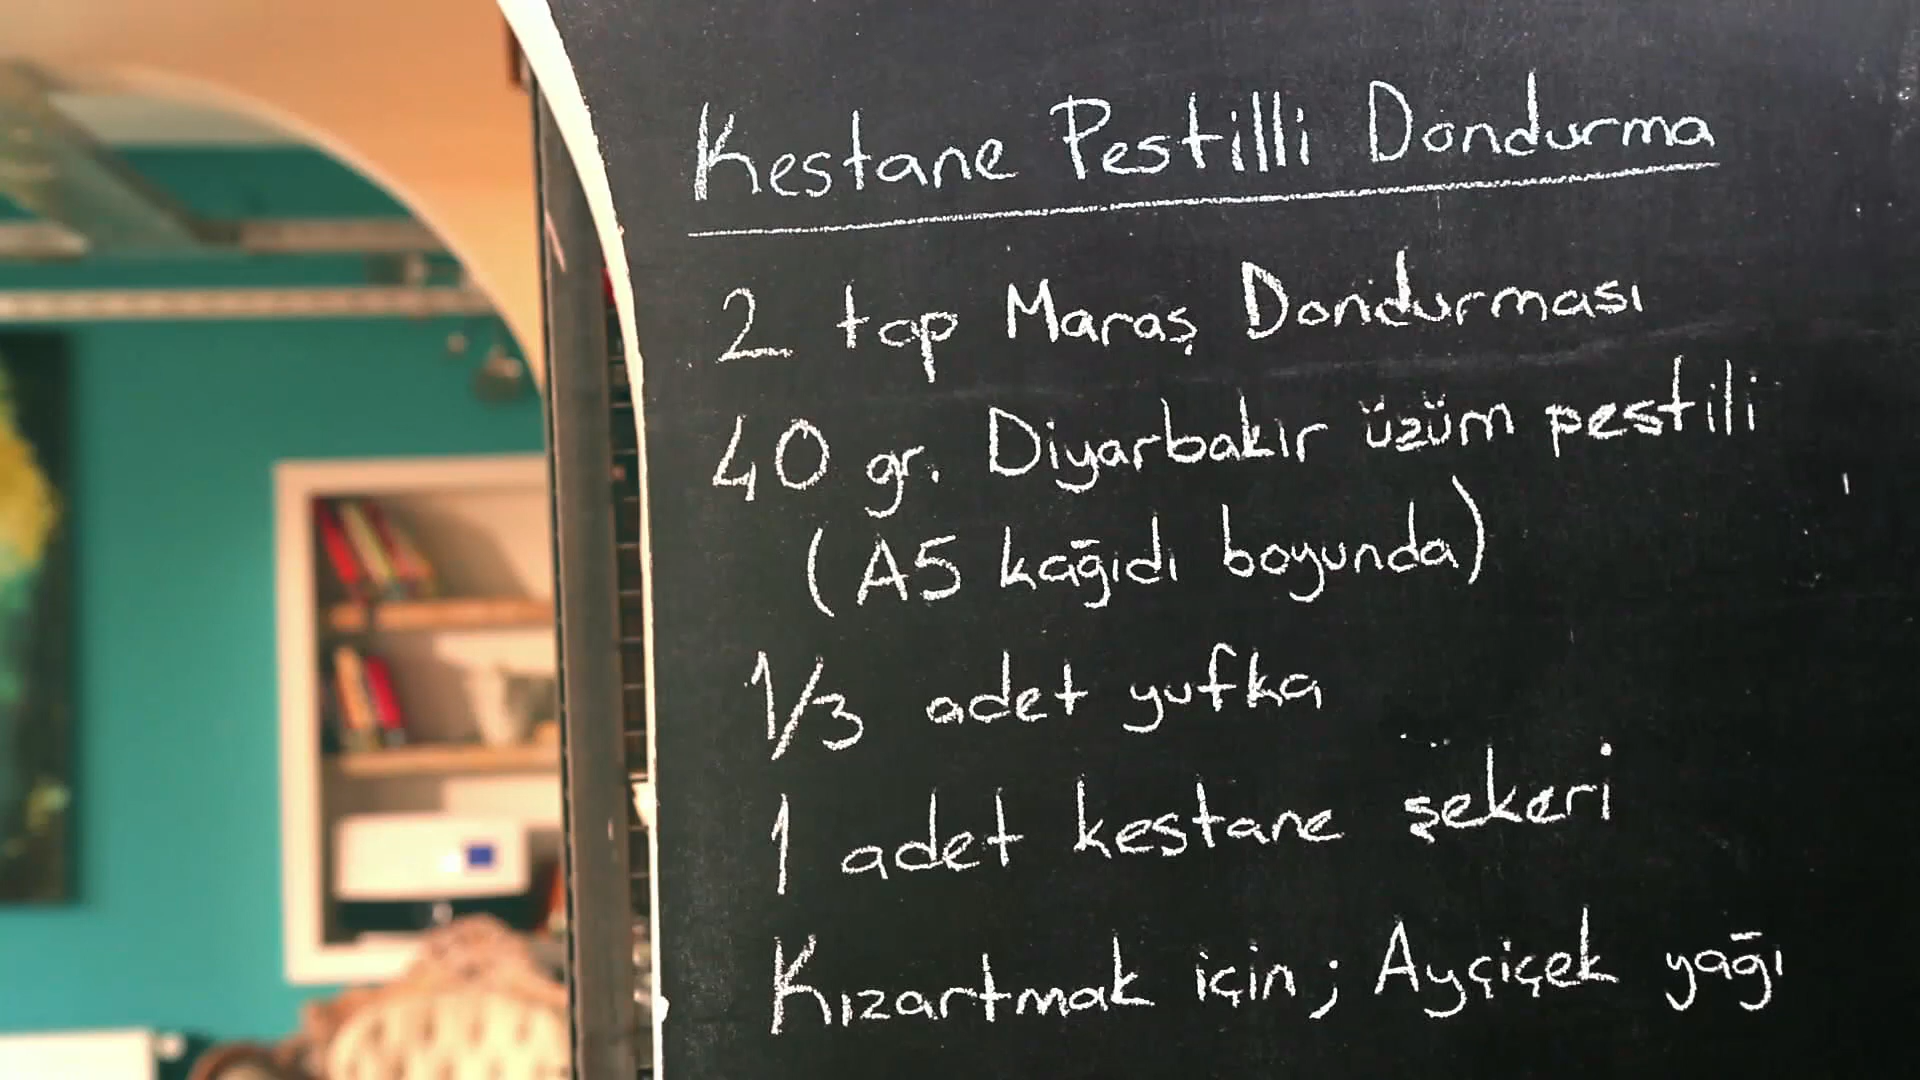 Kestane Pestilli Dondurma
2 top Maraş Dondurması
40 gr. Diyarbakır üzüm pestili
(A5 kağıdı boyunda)
1/3 adet yufka
1 adet kestane şekeri
Kızartmak için; Ayçiçek yağı